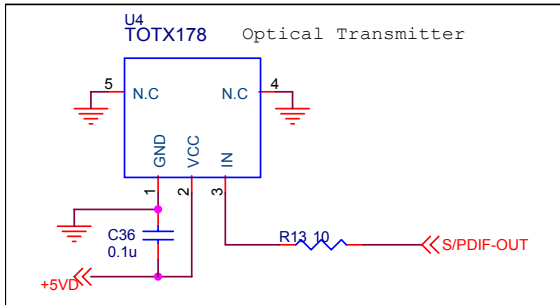 U4
TOTX178 Optical Transmitter
5 N.C N.C 4
GND VCC IN
1 2 3
C36
0.1u
R13 10
S/PDIF-OUT
+5VD